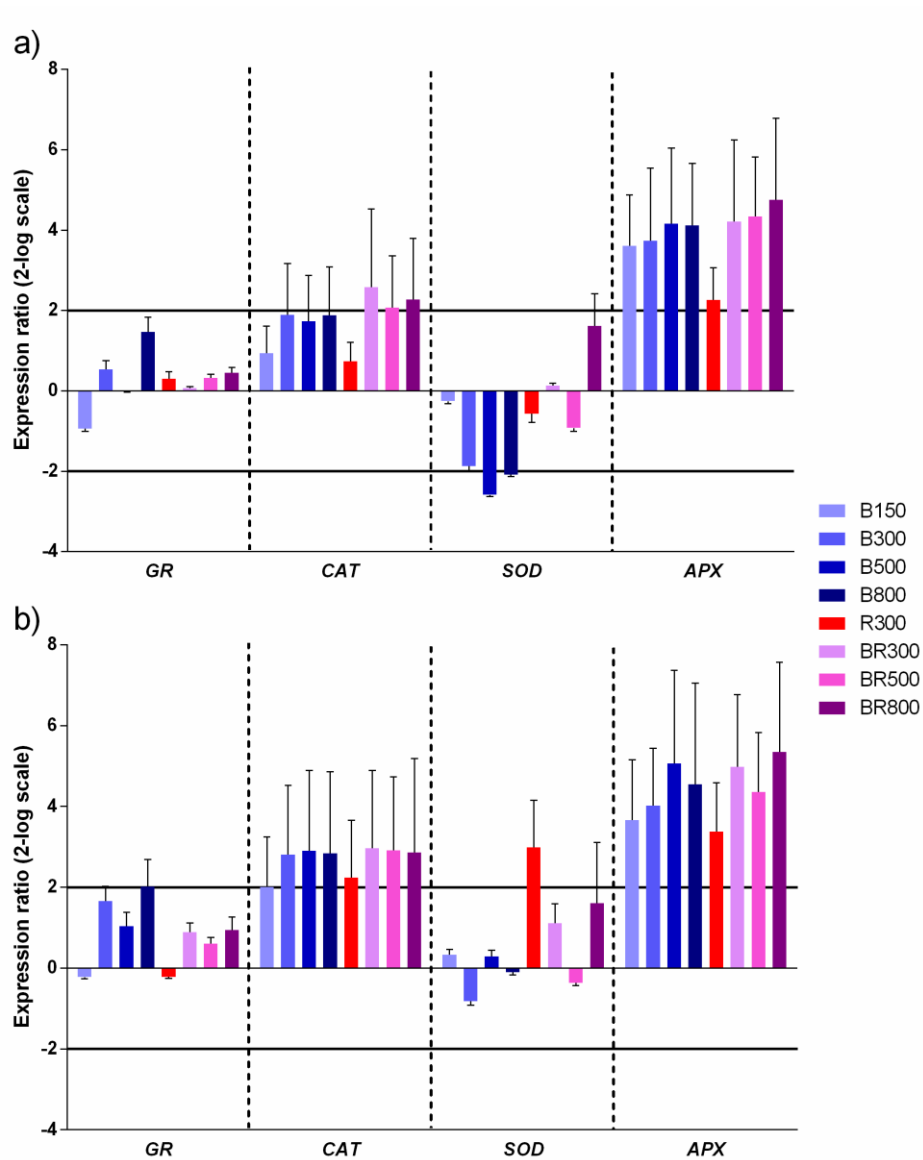 a)
8
6
4
2
0
-2
-4
Expression ratio (2-log scale)
GR CAT SOD APX
B150
B300
B500
B800
R300
BR300
BR500
BR800
b)
8
6
4
2
0
-2
-4
Expression ratio (2-log scale)
GR CAT SOD APX